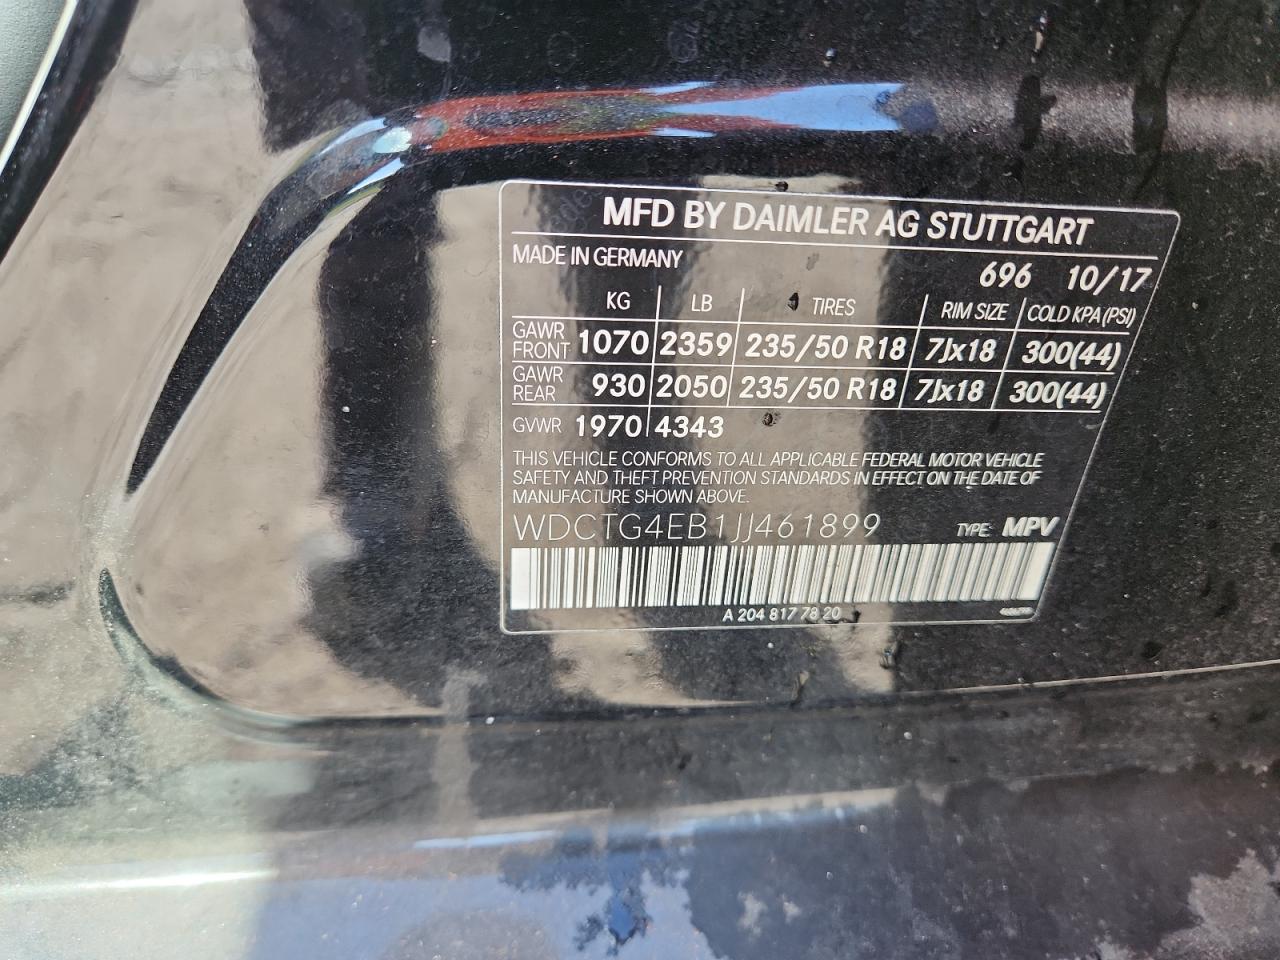 MFD BY DAIMLER AG STUTTGART
MADE IN GERMANY
696 10/17
KG LB TIRES RIM SIZE COLD KPA (PSI)
GAWR FRONT 1070 2359 235/50 R18 7Jx18 300(44)
GAWR REAR 930 2050 235/50 R18 7Jx18 300(44)
GVWR 1970 4343
THIS VEHICLE CONFORMS TO ALL APPLICABLE FEDERAL MOTOR VEHICLE
SAFETY AND THEFT PREVENTION STANDARDS IN EFFECT ON THE DATE OF
MANUFACTURE SHOWN ABOVE.
WDCTG4EB1JJ461899 TYPE: MPV
A 204 817 78 20